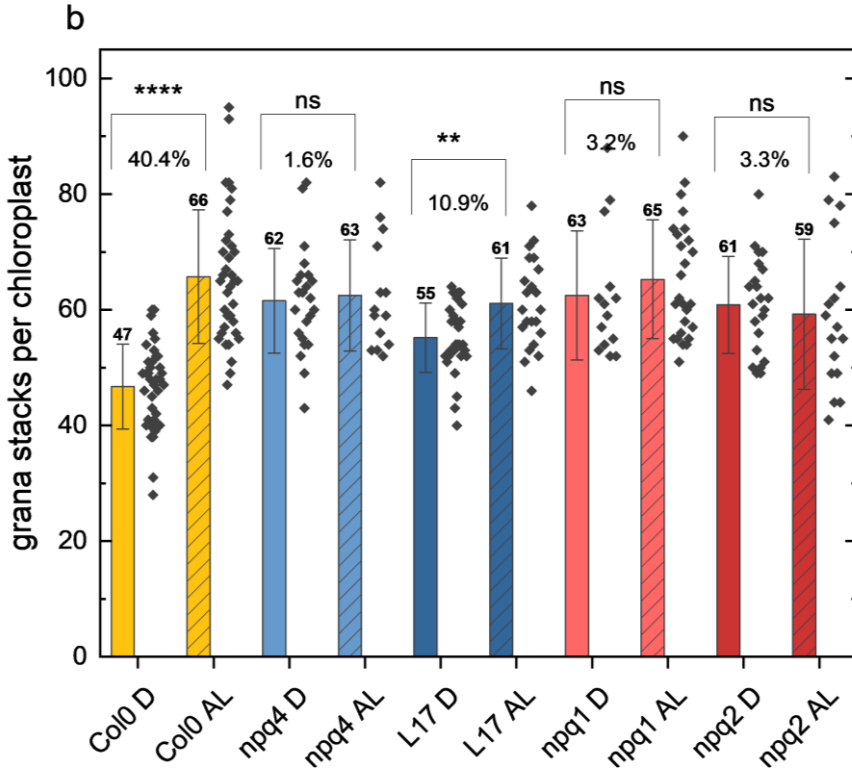 b
grana stacks per chloroplast
100
80
60
40
20
0
****
40.4%
ns
1.6%
**
10.9%
ns
3.2%
ns
3.3%
47
66
62
63
55
61
63
65
61
59
Col0 D
Col0 AL
npq4 D
npq4 AL
L17 D
L17 AL
npq1 D
npq1 AL
npq2 D
npq2 AL